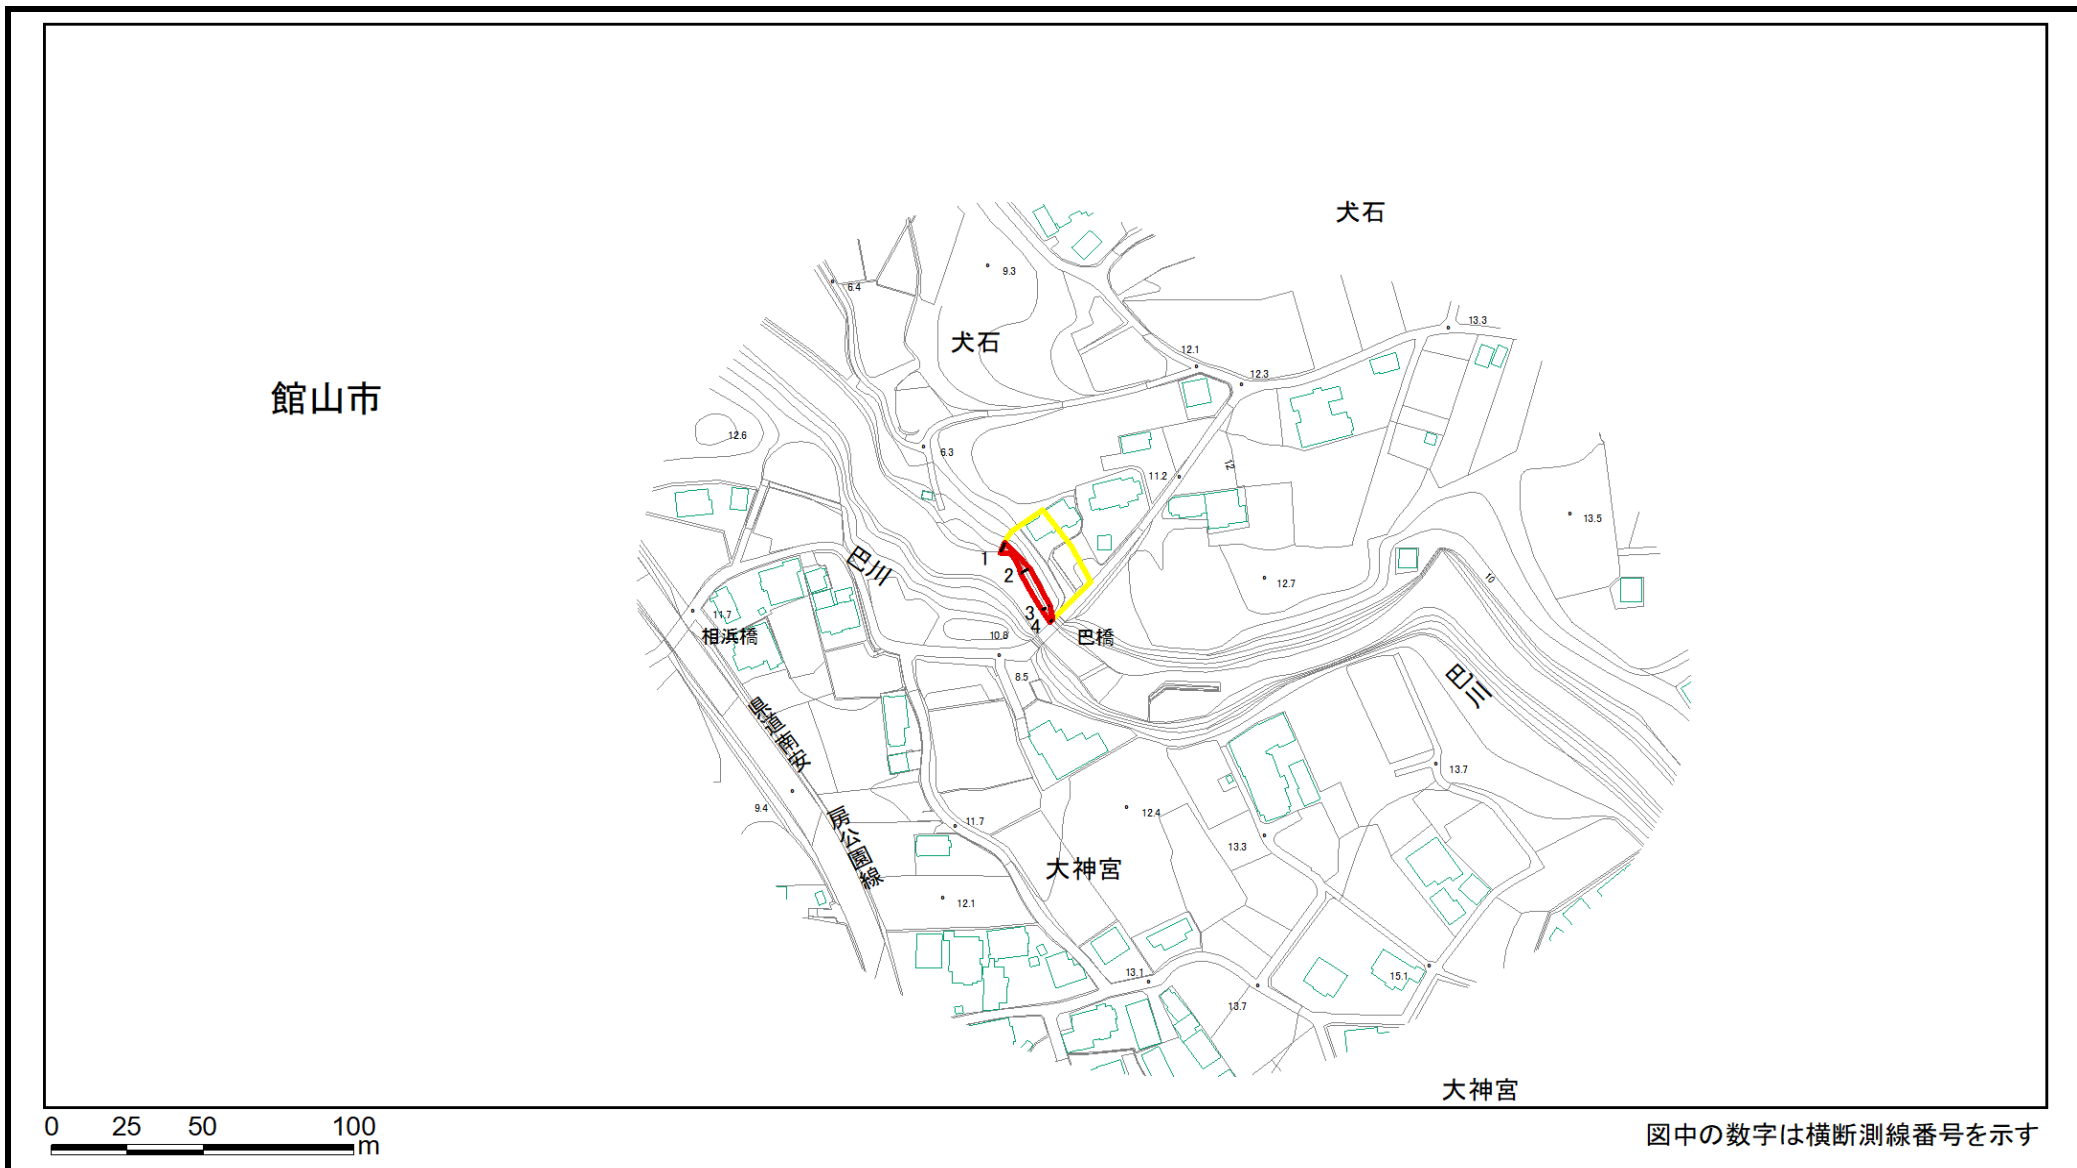 犬石
9.3
6.4
13.3
犬石
12.1
12.3
館山市
12.6
6.3
12
11.2
13.5
1
巴川
2
12.7
10
3
11.7
4
相浜橋
10.8
巴橋
8.5
巴川
県道南安
房公園線
13.7
9.4
12.4
11.7
13.3
大神宮
12.1
13.1
15.1
13.7
大神宮
0 25 50 100
m
図中の数字は横断測線番号を示す